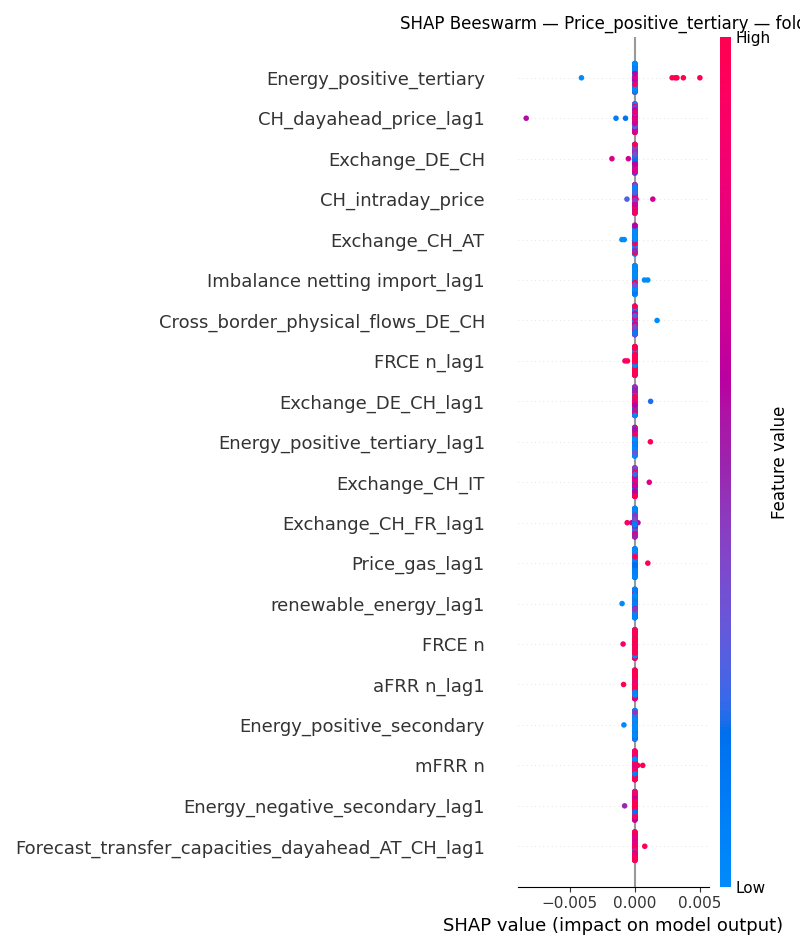 SHAP Beeswarm — Price_positive_tertiary — fol
High
Energy_positive_tertiary
CH_dayahead_price_lag1
Exchange_DE_CH
CH_intraday_price
Exchange_CH_AT
Imbalance netting import_lag1
Cross_border_physical_flows_DE_CH
FRCE n_lag1
Exchange_DE_CH_lag1
Energy_positive_tertiary_lag1
Exchange_CH_IT
Exchange_CH_FR_lag1
Price_gas_lag1
renewable_energy_lag1
FRCE n
aFRR n_lag1
Energy_positive_secondary
mFRR n
Energy_negative_secondary_lag1
Forecast_transfer_capacities_dayahead_AT_CH_lag1
Feature value
Low
−0.005 0.000 0.005
SHAP value (impact on model output)